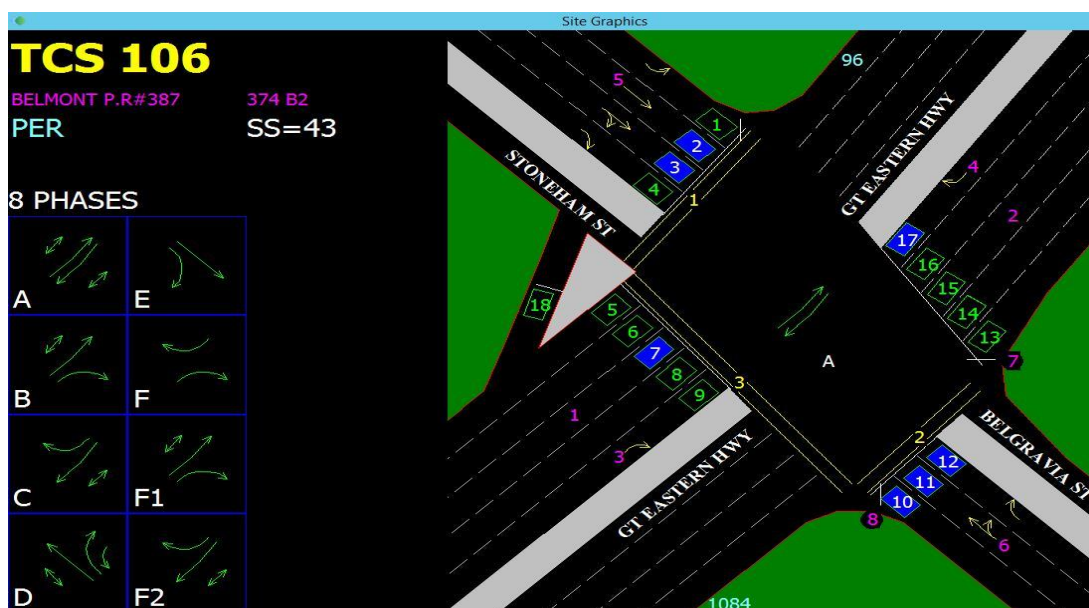 Site Graphics
TCS 106
BELMONT P.R#387 374 B2
PER SS=43
8 PHASES
A E
B F
C F1
D F2
96
5
1
2
3
4
STONEHAM ST
1
GT EASTERN HWY
4
2
17
16
15
14
13
7
18
5
6
7
8
9
A
3
1
3
GT EASTERN HWY
2
BELGRAVIA ST
12
11
10
8
6
1084